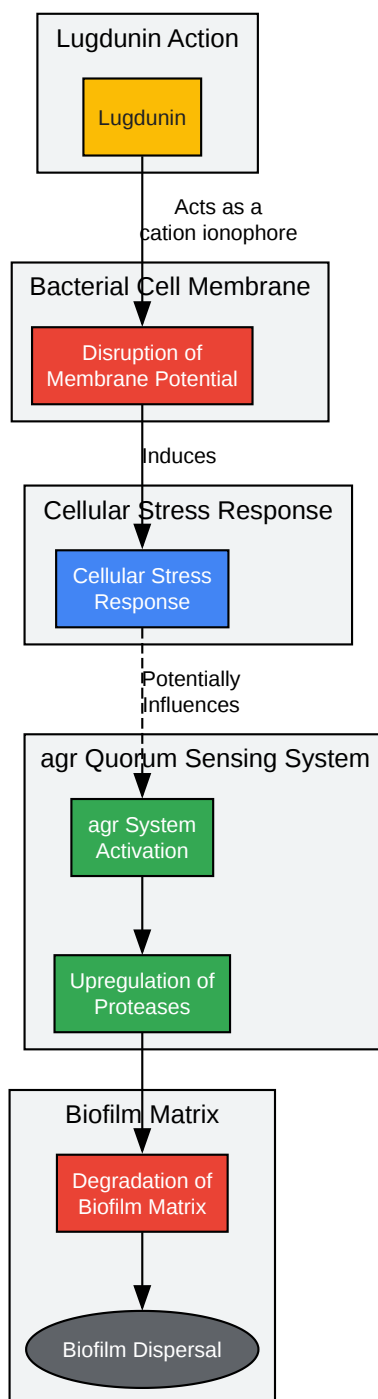 Lugdunin Action
Lugdunin
Acts as a
cation ionophore
Bacterial Cell Membrane
Disruption of
Membrane Potential
Induces
Cellular Stress Response
Cellular Stress
Response
Potentially
Influences
agr Quorum Sensing System
agr System
Activation
Upregulation of
Proteases
Biofilm Matrix
Degradation of
Biofilm Matrix
Biofilm Dispersal